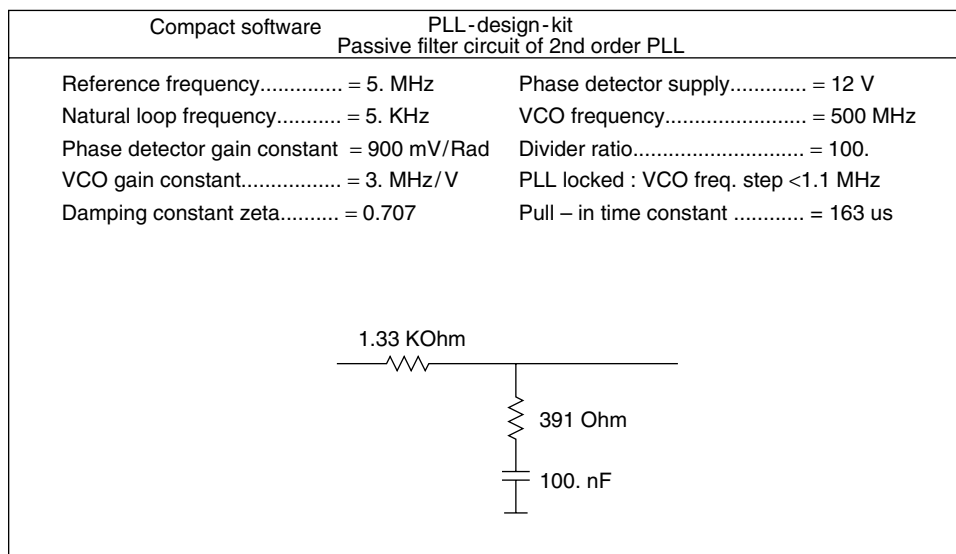 Compact software PLL-design-kit
Passive filter circuit of 2nd order PLL
Reference frequency.............. = 5. MHz
Natural loop frequency........... = 5. KHz
Phase detector gain constant = 900 mV/Rad
VCO gain constant................. = 3. MHz/V
Damping constant zeta.......... = 0.707
Phase detector supply............. = 12 V
VCO frequency........................ = 500 MHz
Divider ratio............................. = 100.
PLL locked : VCO freq. step <1.1 MHz
Pull – in time constant ............ = 163 us
1.33 KOhm
391 Ohm
100. nF